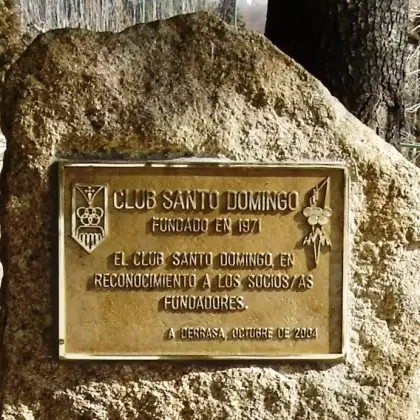 CLUB SANTO DOMINGO
FUNDADO EN 1971
EL CLUB SANTO DOMINGO, EN
RECONOCIMIENTO A LOS SOCIOS/AS
FUNDADORES.
A DERRASA, OCTUBRE DE 2004